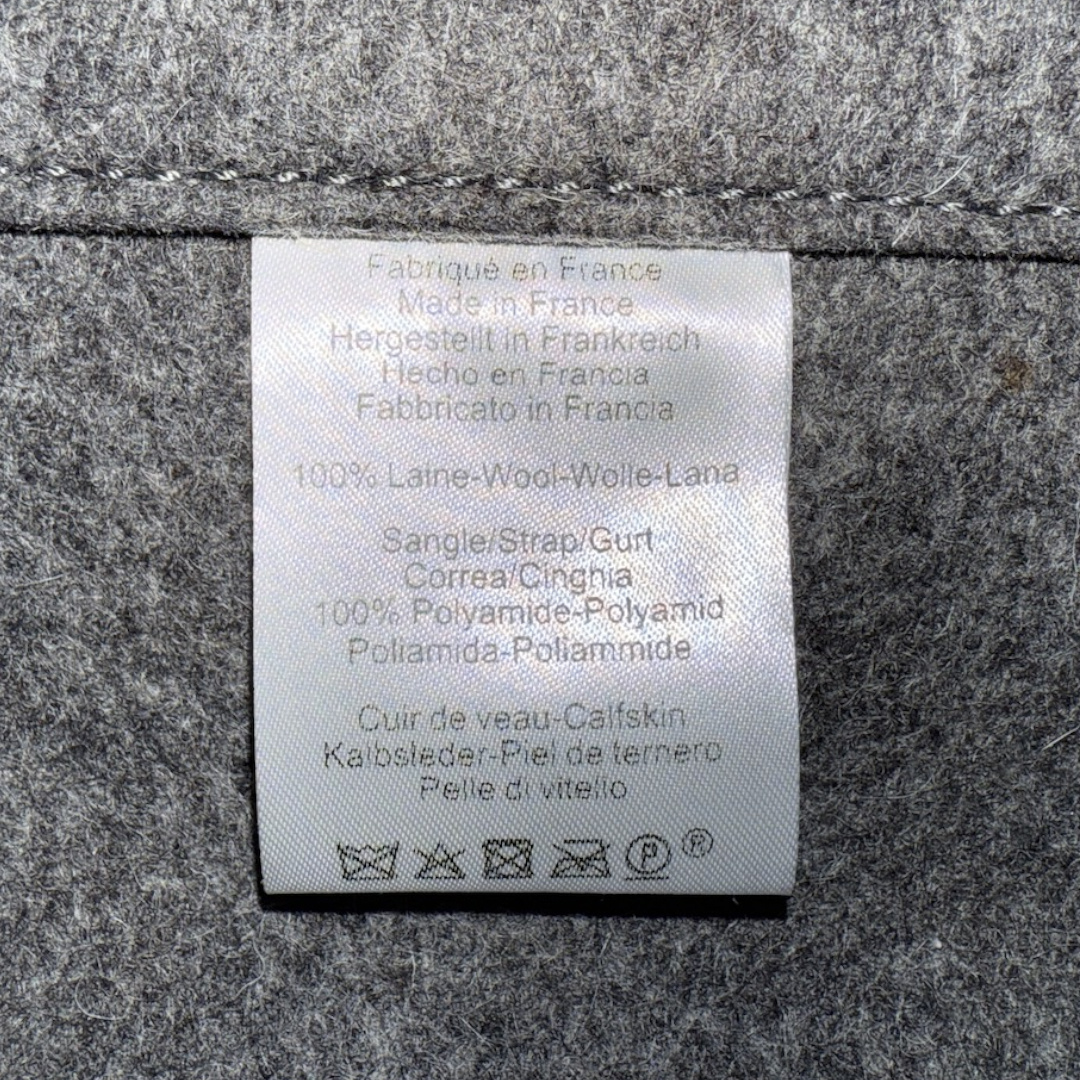 Fabriqué en France
Made in France
Hergestellt in Frankreich
Hecho en Francia
Fabbricato in Francia
100% Laine-Wool-Wolle-Lana
Sangle/Strap/Gurt
Correa/Cinghia
100% Polyamide-Polyamid
Poliamida-Poliammide
Cuir de veau-Calfskin
Kalbsleder-Piel de ternero
Pelle di vitello
P ®